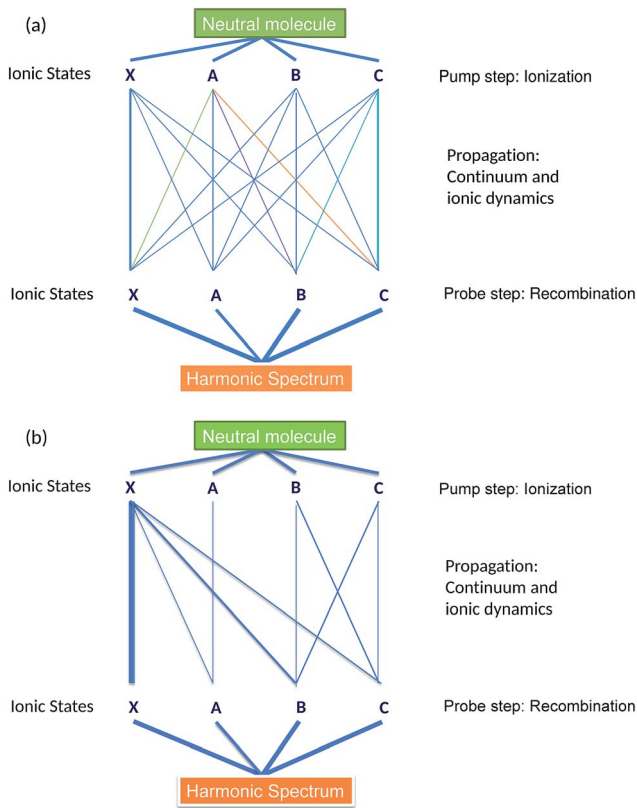 (a)
Neutral molecule
Ionic States X A B C Pump step: Ionization
Propagation:
Continuum and
ionic dynamics
Ionic States X A B C Probe step: Recombination
Harmonic Spectrum
(b)
Neutral molecule
Ionic States X A B C Pump step: Ionization
Propagation:
Continuum and
ionic dynamics
Ionic States X A B C Probe step: Recombination
Harmonic Spectrum